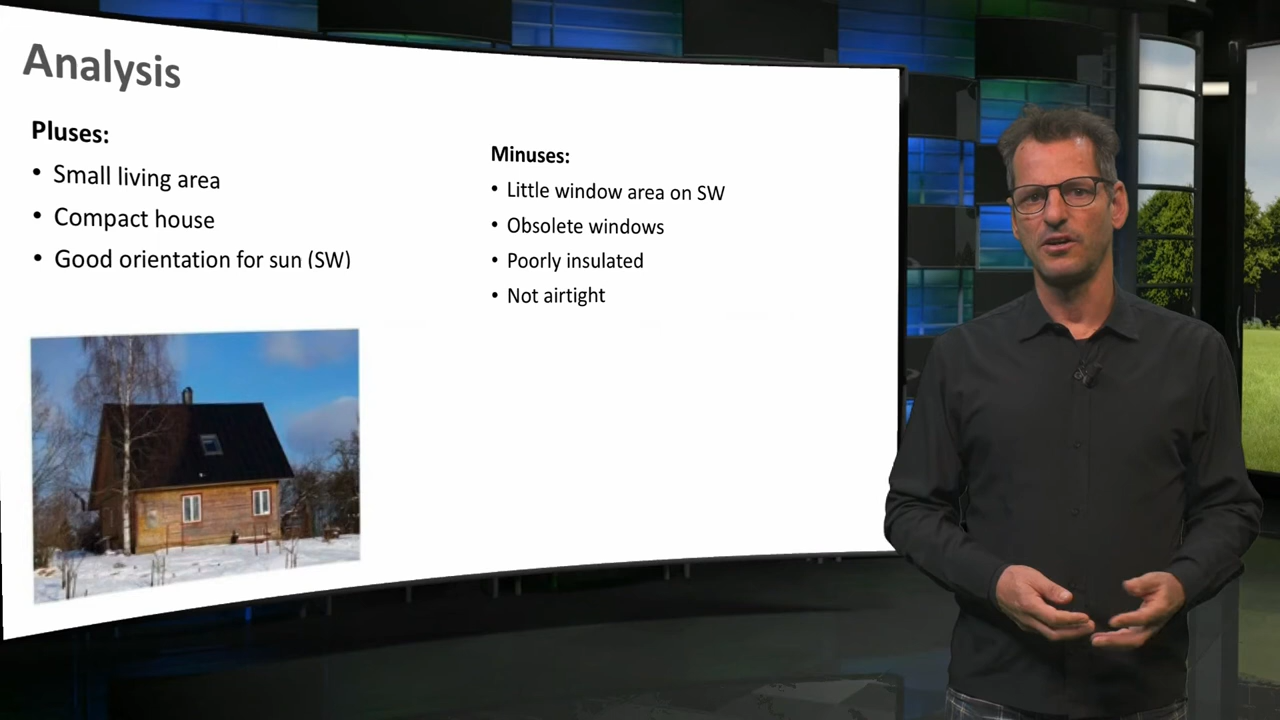 Analysis
Pluses:
• Small living area
• Compact house
• Good orientation for sun (SW)
Minuses:
• Little window area on SW
• Obsolete windows
• Poorly insulated
• Not airtight